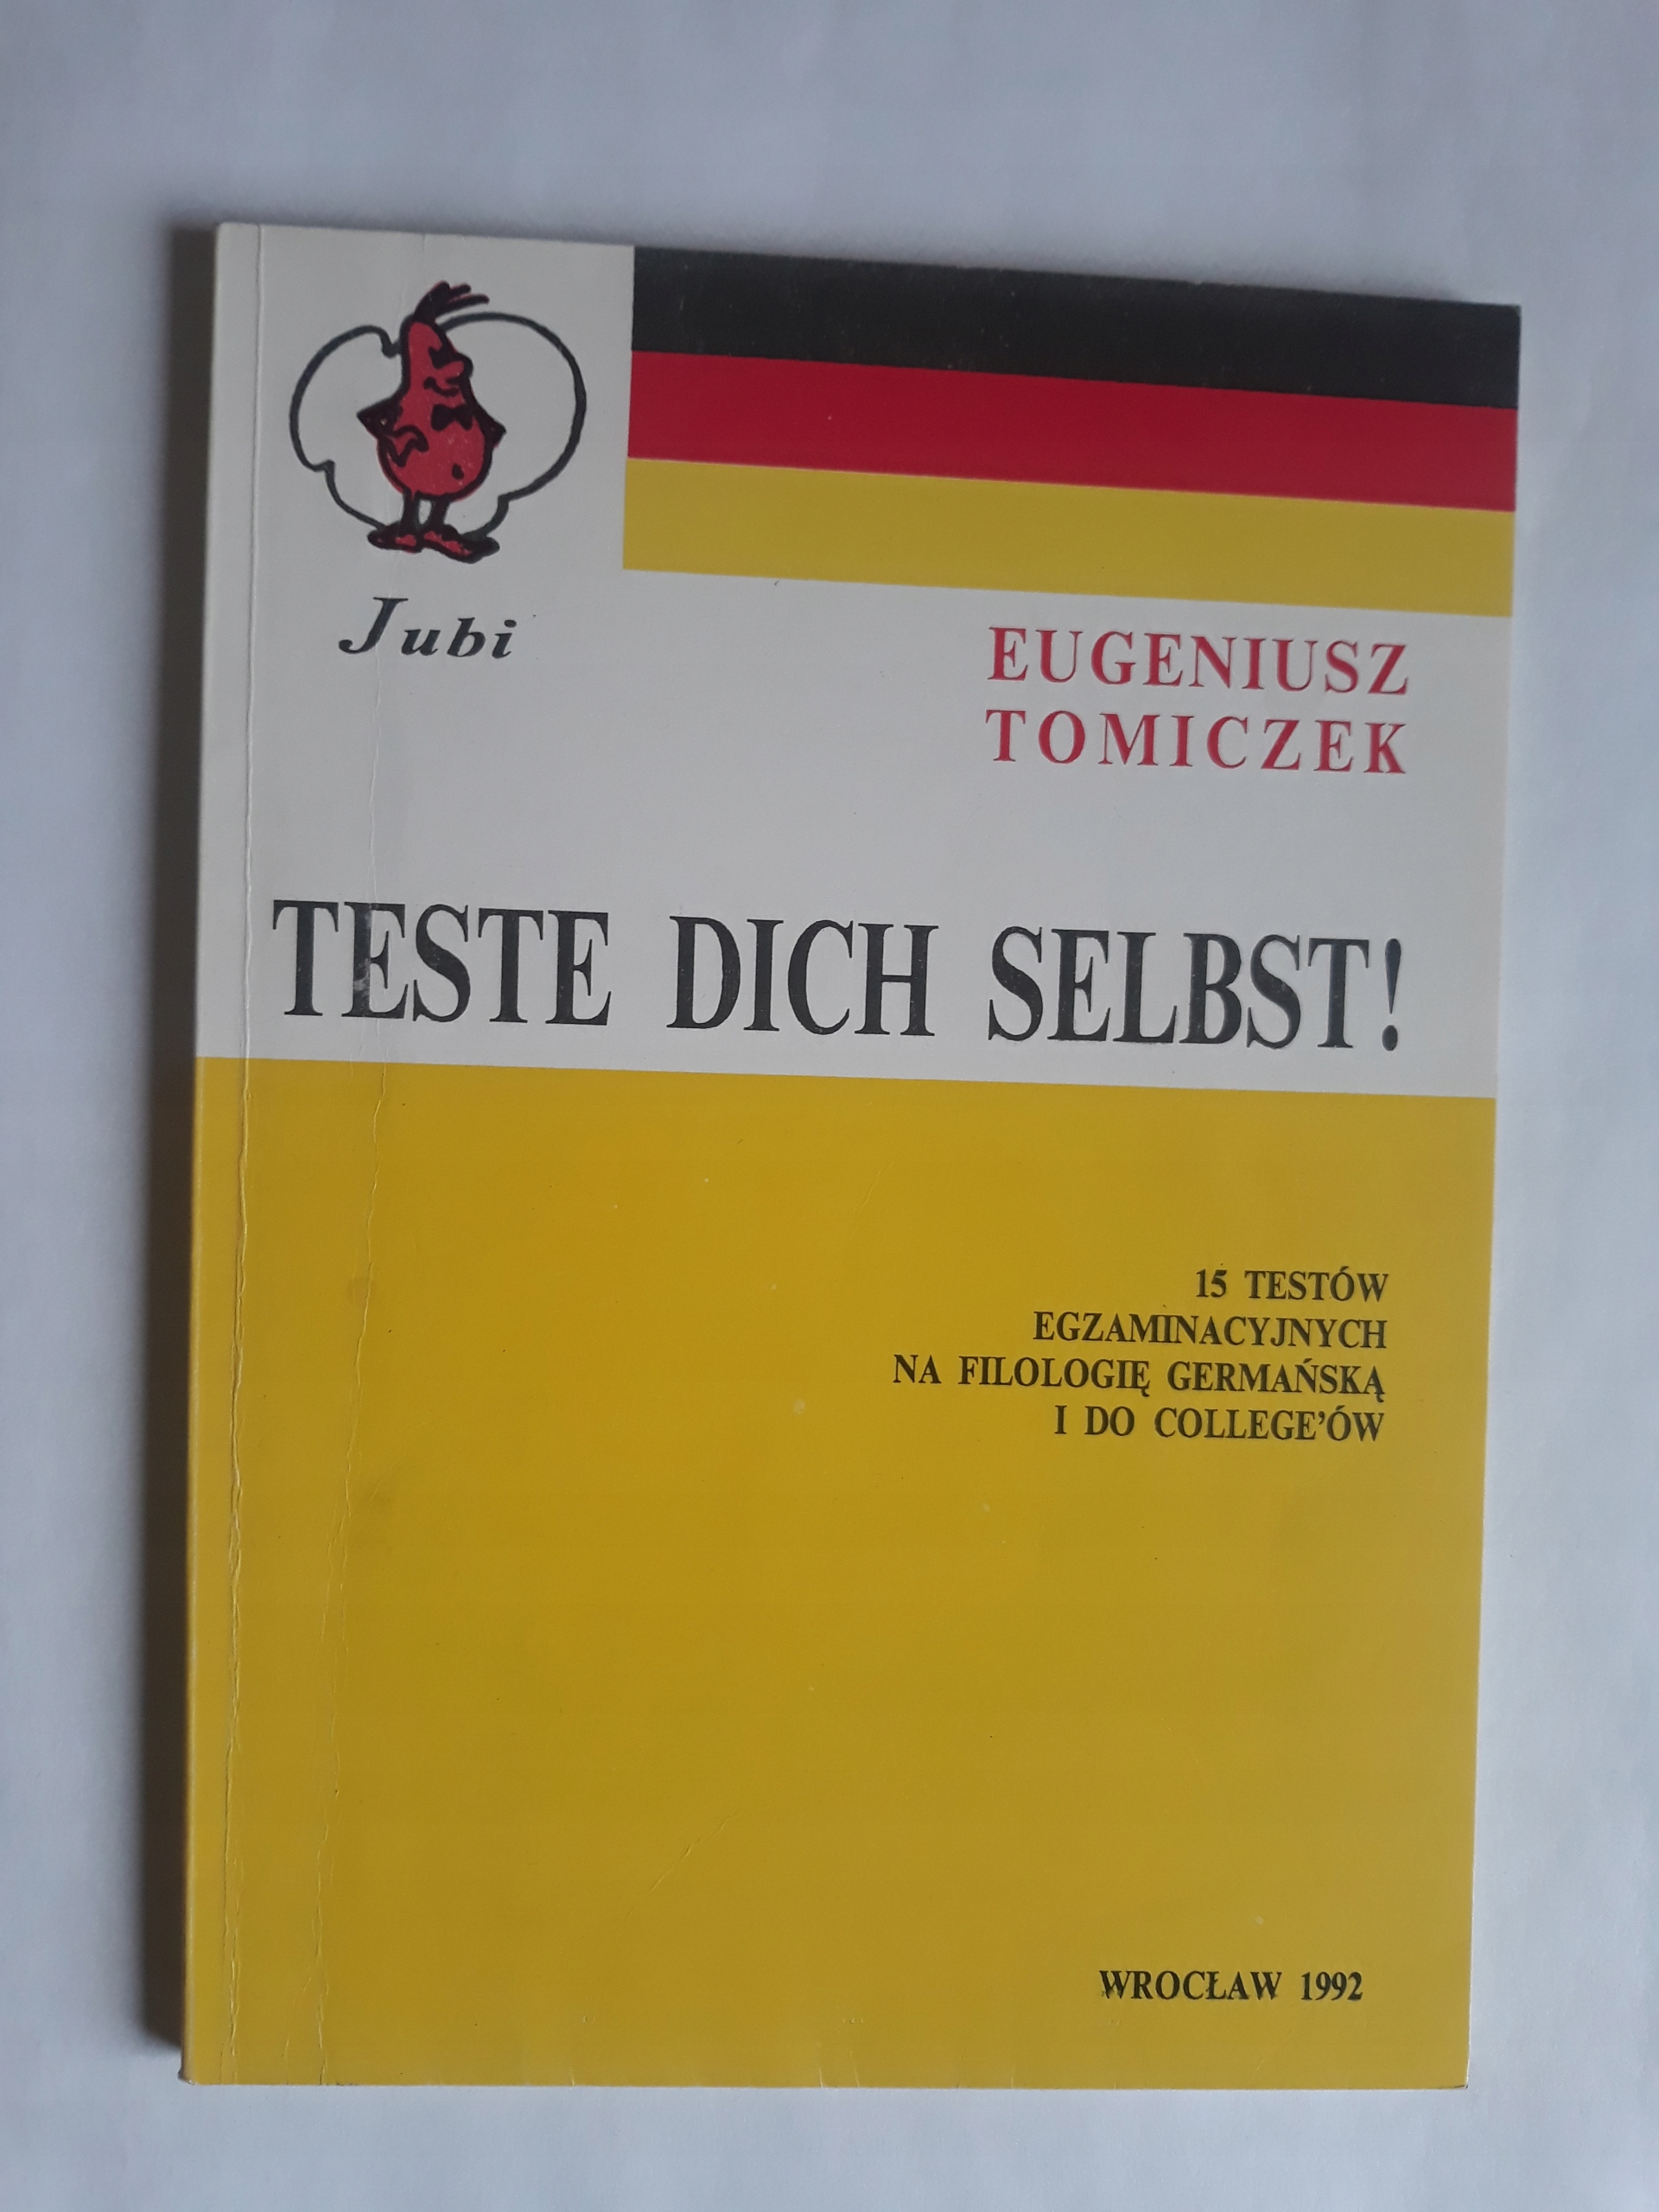 Jubi
EUGENIUSZ
TOMICZEK
TESTE DICH SELBST!
15 TESTÓW
EGZAMINACYJNYCH
NA FILOLOGIĘ GERMAŃSKĄ
I DO COLLEGE'ÓW
WROCŁAW 1992